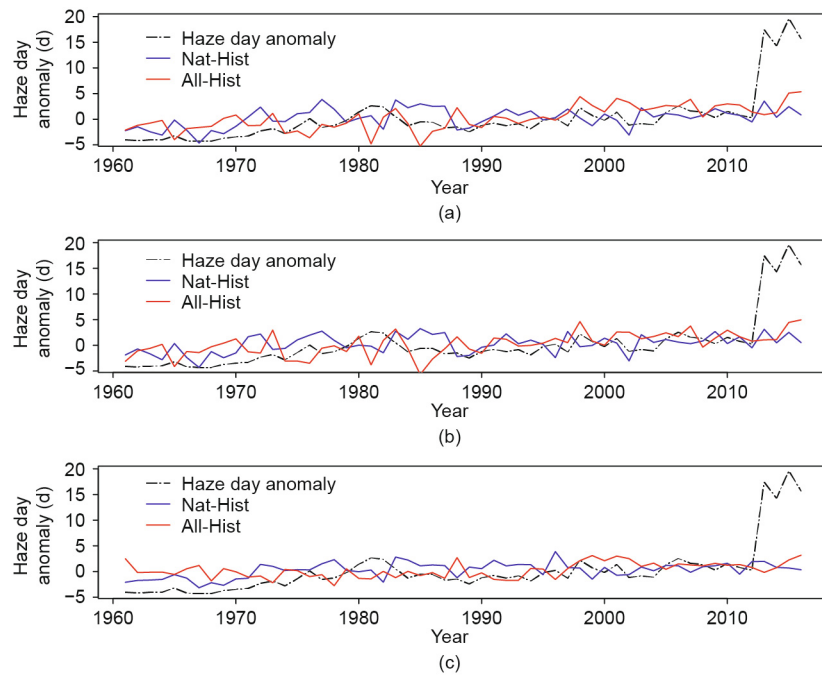 20
15
10
5
0
−5
Haze day
anomaly (d)
Haze day anomaly
Nat-Hist
All-Hist
1960 1970 1980 1990 2000 2010
Year
(a)
20
15
10
5
0
−5
Haze day
anomaly (d)
Haze day anomaly
Nat-Hist
All-Hist
1960 1970 1980 1990 2000 2010
Year
(b)
20
15
10
5
0
−5
Haze day
anomaly (d)
Haze day anomaly
Nat-Hist
All-Hist
1960 1970 1980 1990 2000 2010
Year
(c)